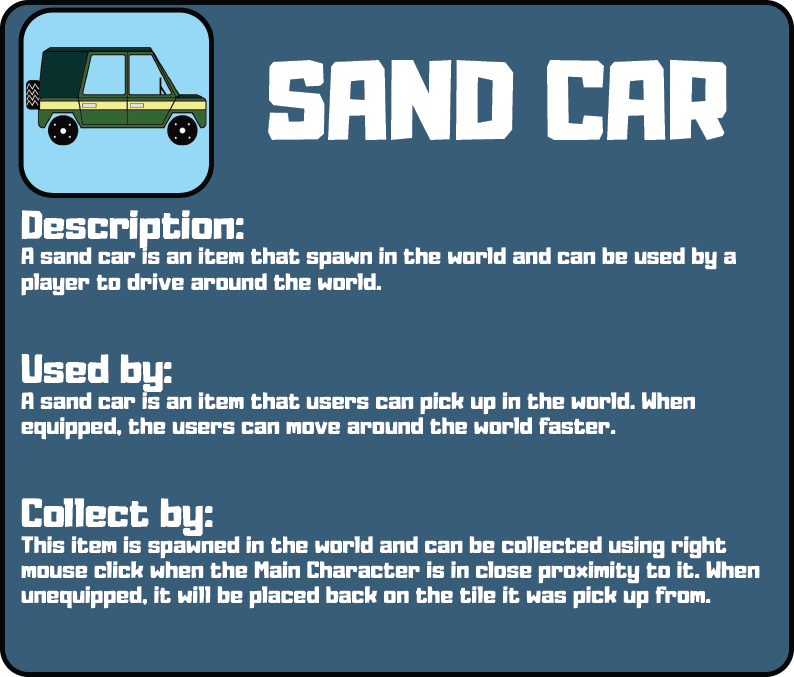 SAND CAR
Description:
A sand car is an item that spawn in the world and can be used by a
player to drive around the world.
Used by:
A sand car is an item that users can pick up in the world. When
equipped, the users can move around the world faster.
Collect by:
This item is spawned in the world and can be collected using right
mouse click when the Main Character is in close proximity to it. When
unequipped, it will be placed back on the tile it was pick up from.